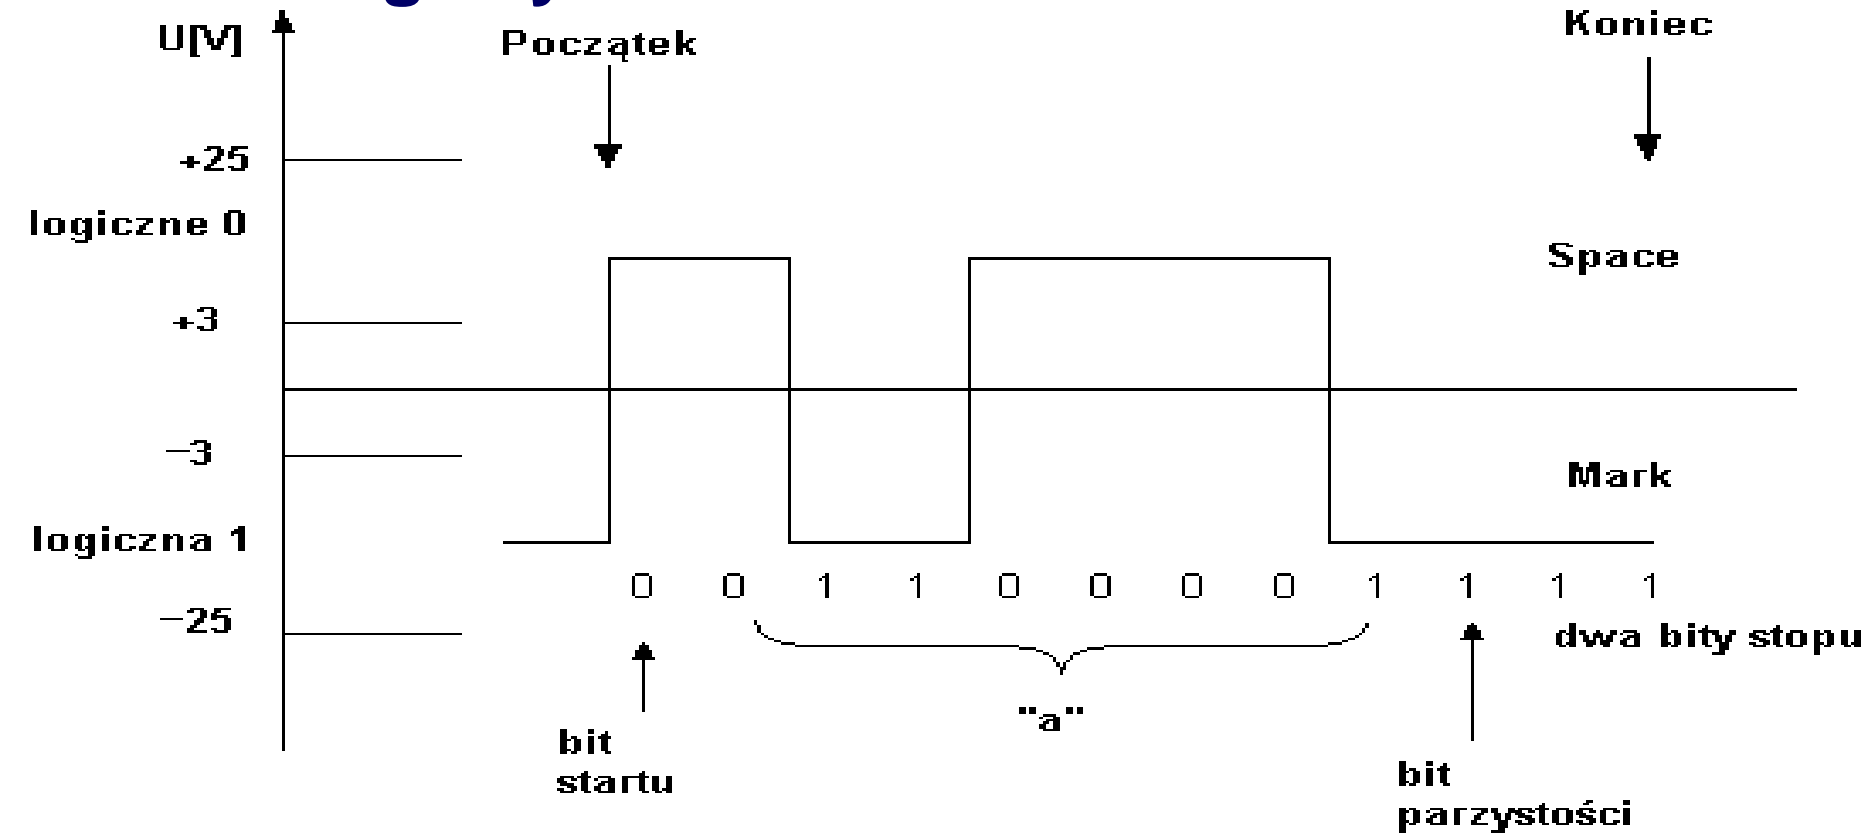 U[V]
Początek
Koniec
+25
logiczne 0
Space
+3
−3
Mark
logiczna 1
0 0 1 1 0 0 0 0 1 1 1 1
−25
dwa bity stopu
"a"
bit
startu
bit
parzystości